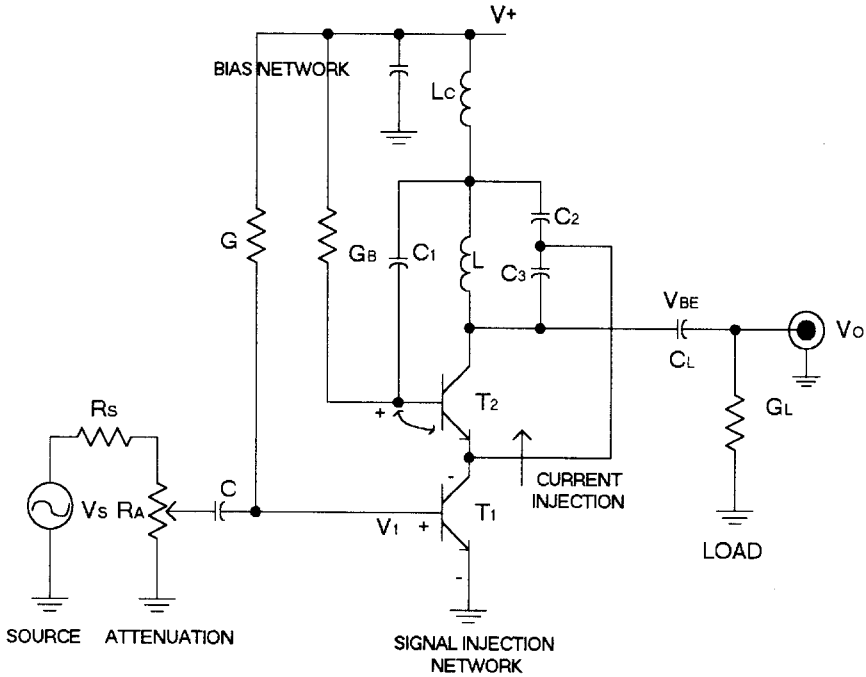 V+
BIAS NETWORK
LC
G
GB
C1
L
C2
C3
VBE
CL
VO
GL
+
T2
RS
VS
RA
C
V1
+
-
T1
-
CURRENT
INJECTION
LOAD
SOURCE
ATTENUATION
SIGNAL INJECTION
NETWORK